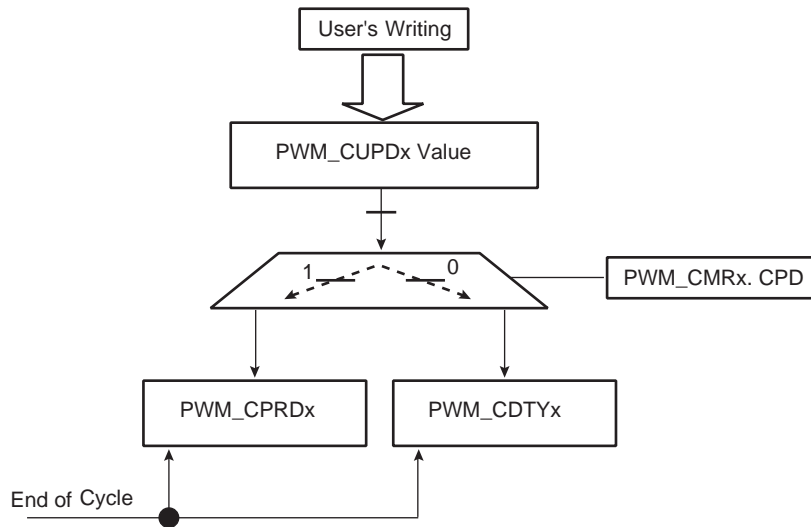 User's Writing
PWM_CUPDx Value
1
0
PWM_CMRx. CPD
PWM_CPRDx
PWM_CDTYx
End of Cycle